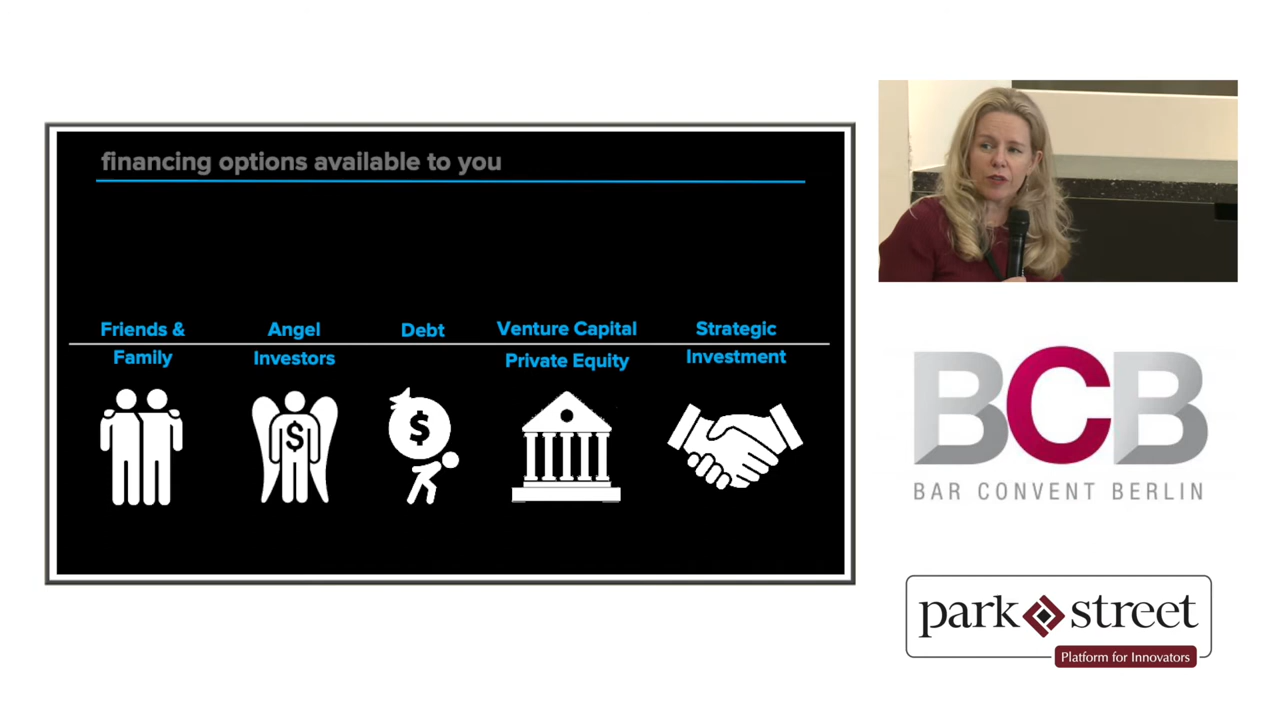 financing options available to you
Friends &
Family
Angel
Investors
Debt
Venture Capital
Private Equity
Strategic
Investment
$
$
BCB
BAR CONVENT BERLIN
park street
Platform for Innovators